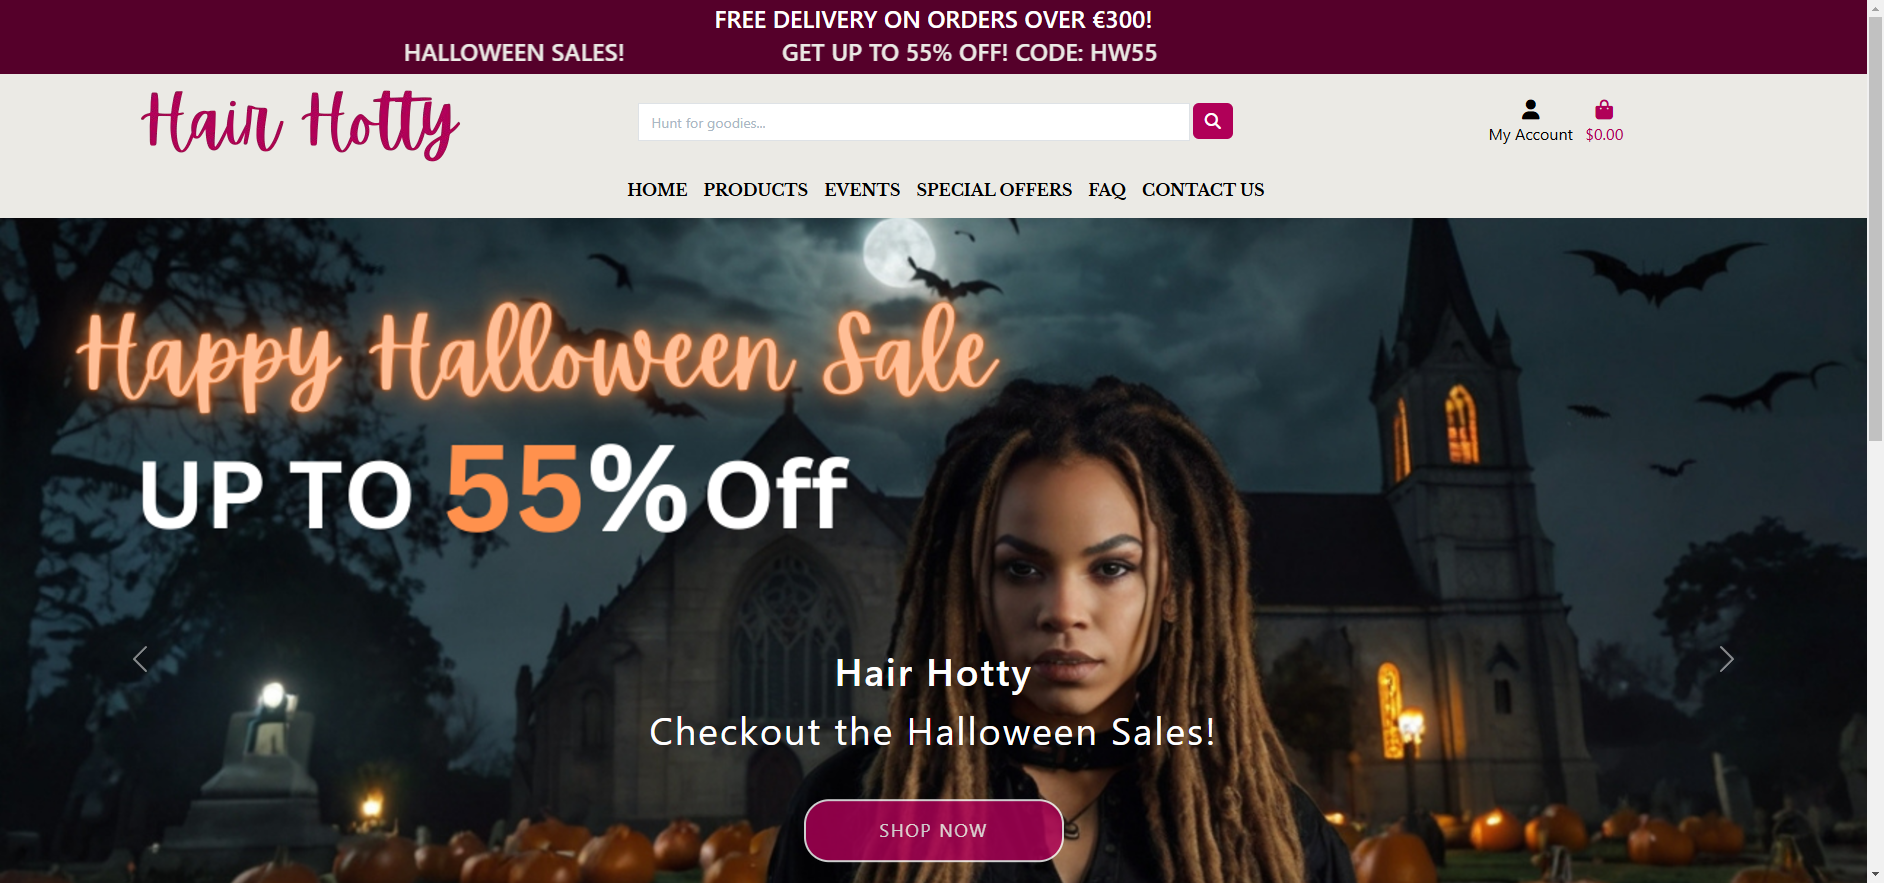 FREE DELIVERY ON ORDERS OVER €300!
HALLOWEEN SALES! GET UP TO 55% OFF! CODE: HW55
Hair Hotty
Hunt for goodies...
My Account $0.00
HOME PRODUCTS EVENTS SPECIAL OFFERS FAQ CONTACT US
Happy Halloween Sale
UP TO 55% Off
Hair Hotty
Checkout the Halloween Sales!
SHOP NOW